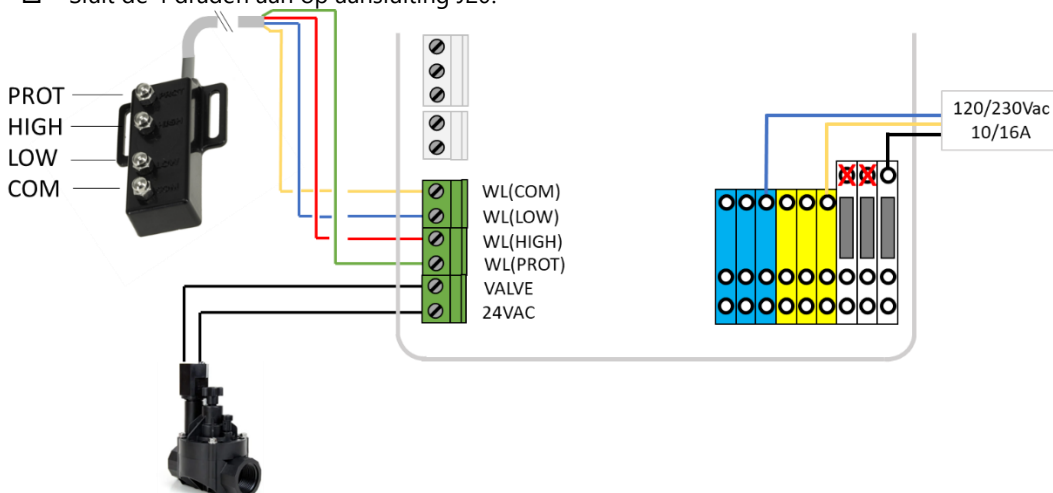 Sluit de 4 draden aan op aansluiting J20.
PROT
HIGH
LOW
COM
WL(COM)
WL(LOW)
WL(HIGH)
WL(PROT)
VALVE
24VAC
120/230Vac
10/16A